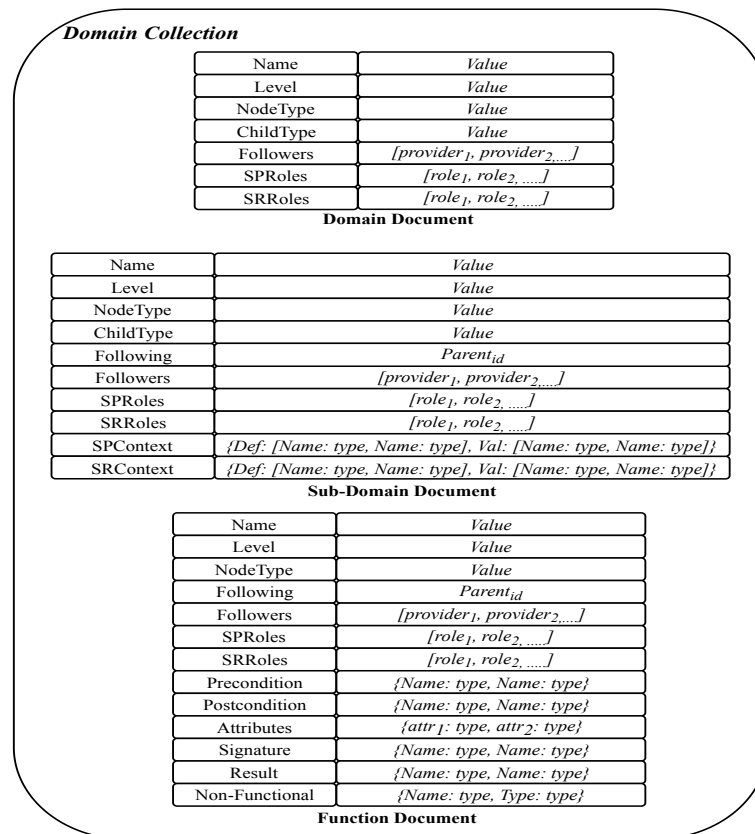 Domain Collection
Name Value
Level Value
NodeType Value
ChildType Value
Followers [provider1, provider2,....]
SPRoles [role1, role2, .....]
SRRoles [role1, role2, .....]
Domain Document
Name Value
Level Value
NodeType Value
ChildType Value
Following Parentid
Followers [provider1, provider2,....]
SPRoles [role1, role2, .....]
SRRoles [role1, role2, .....]
SPContext {Def: [Name: type, Name: type], Val: [Name: type, Name: type]}
SRContext {Def: [Name: type, Name: type], Val: [Name: type, Name: type]}
Sub-Domain Document
Name Value
Level Value
NodeType Value
Following Parentid
Followers [provider1, provider2,....]
SPRoles [role1, role2, .....]
SRRoles [role1, role2, .....]
Precondition {Name: type, Name: type}
Postcondition {Name: type, Name: type}
Attributes {attr1: type, attr2: type}
Signature {Name: type, Name: type}
Result {Name: type, Name: type}
Non-Functional {Name: type, Type: type}
Function Document